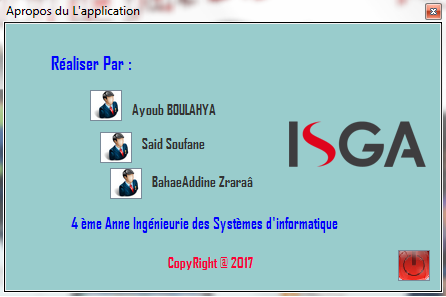 Apropos du L'application
Réaliser Par :
Ayoub BOULAHYA
Said Soufane
BahaeAddine Zraraâ
ISGA
4 ème Anne Ingénieurie des Systèmes d'informatique
CopyRight @ 2017